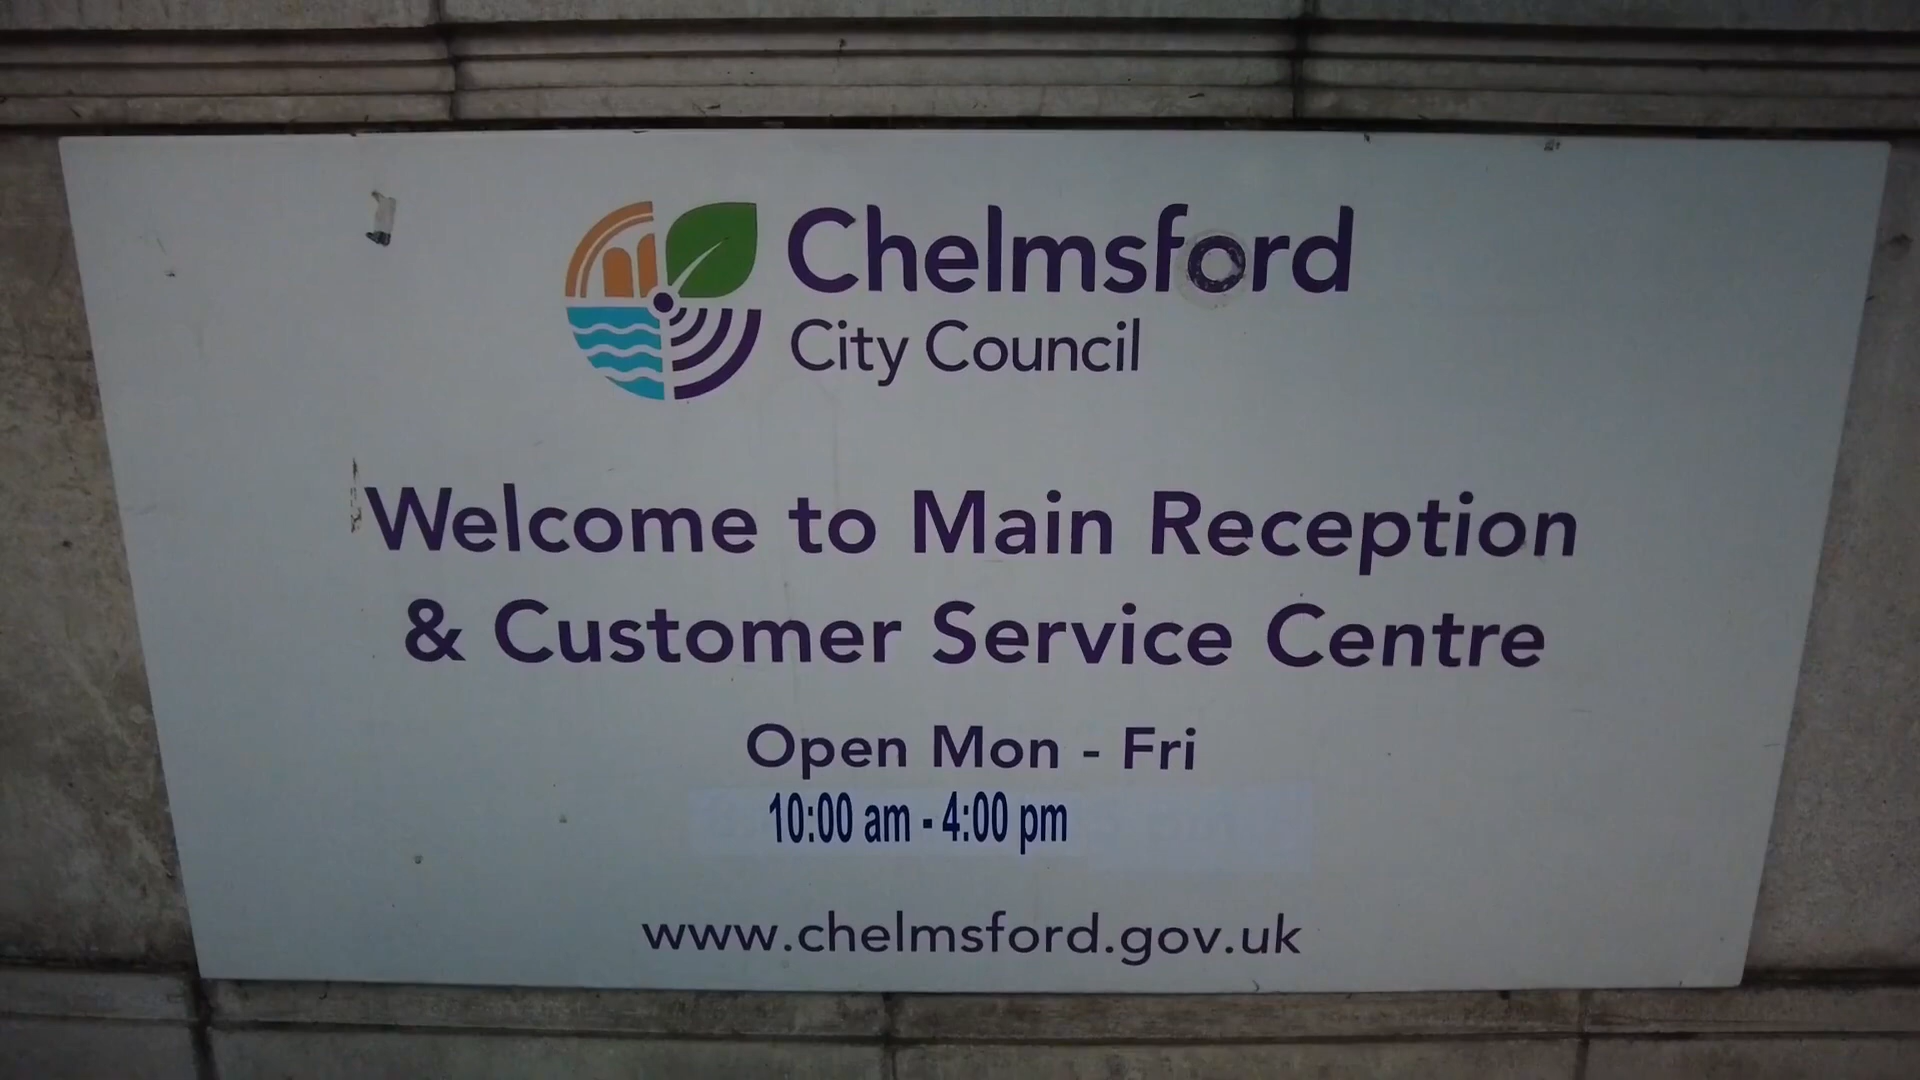 Chelmsford
City Council
Welcome to Main Reception
& Customer Service Centre
Open Mon - Fri
10:00 am - 4:00 pm
www.chelmsford.gov.uk